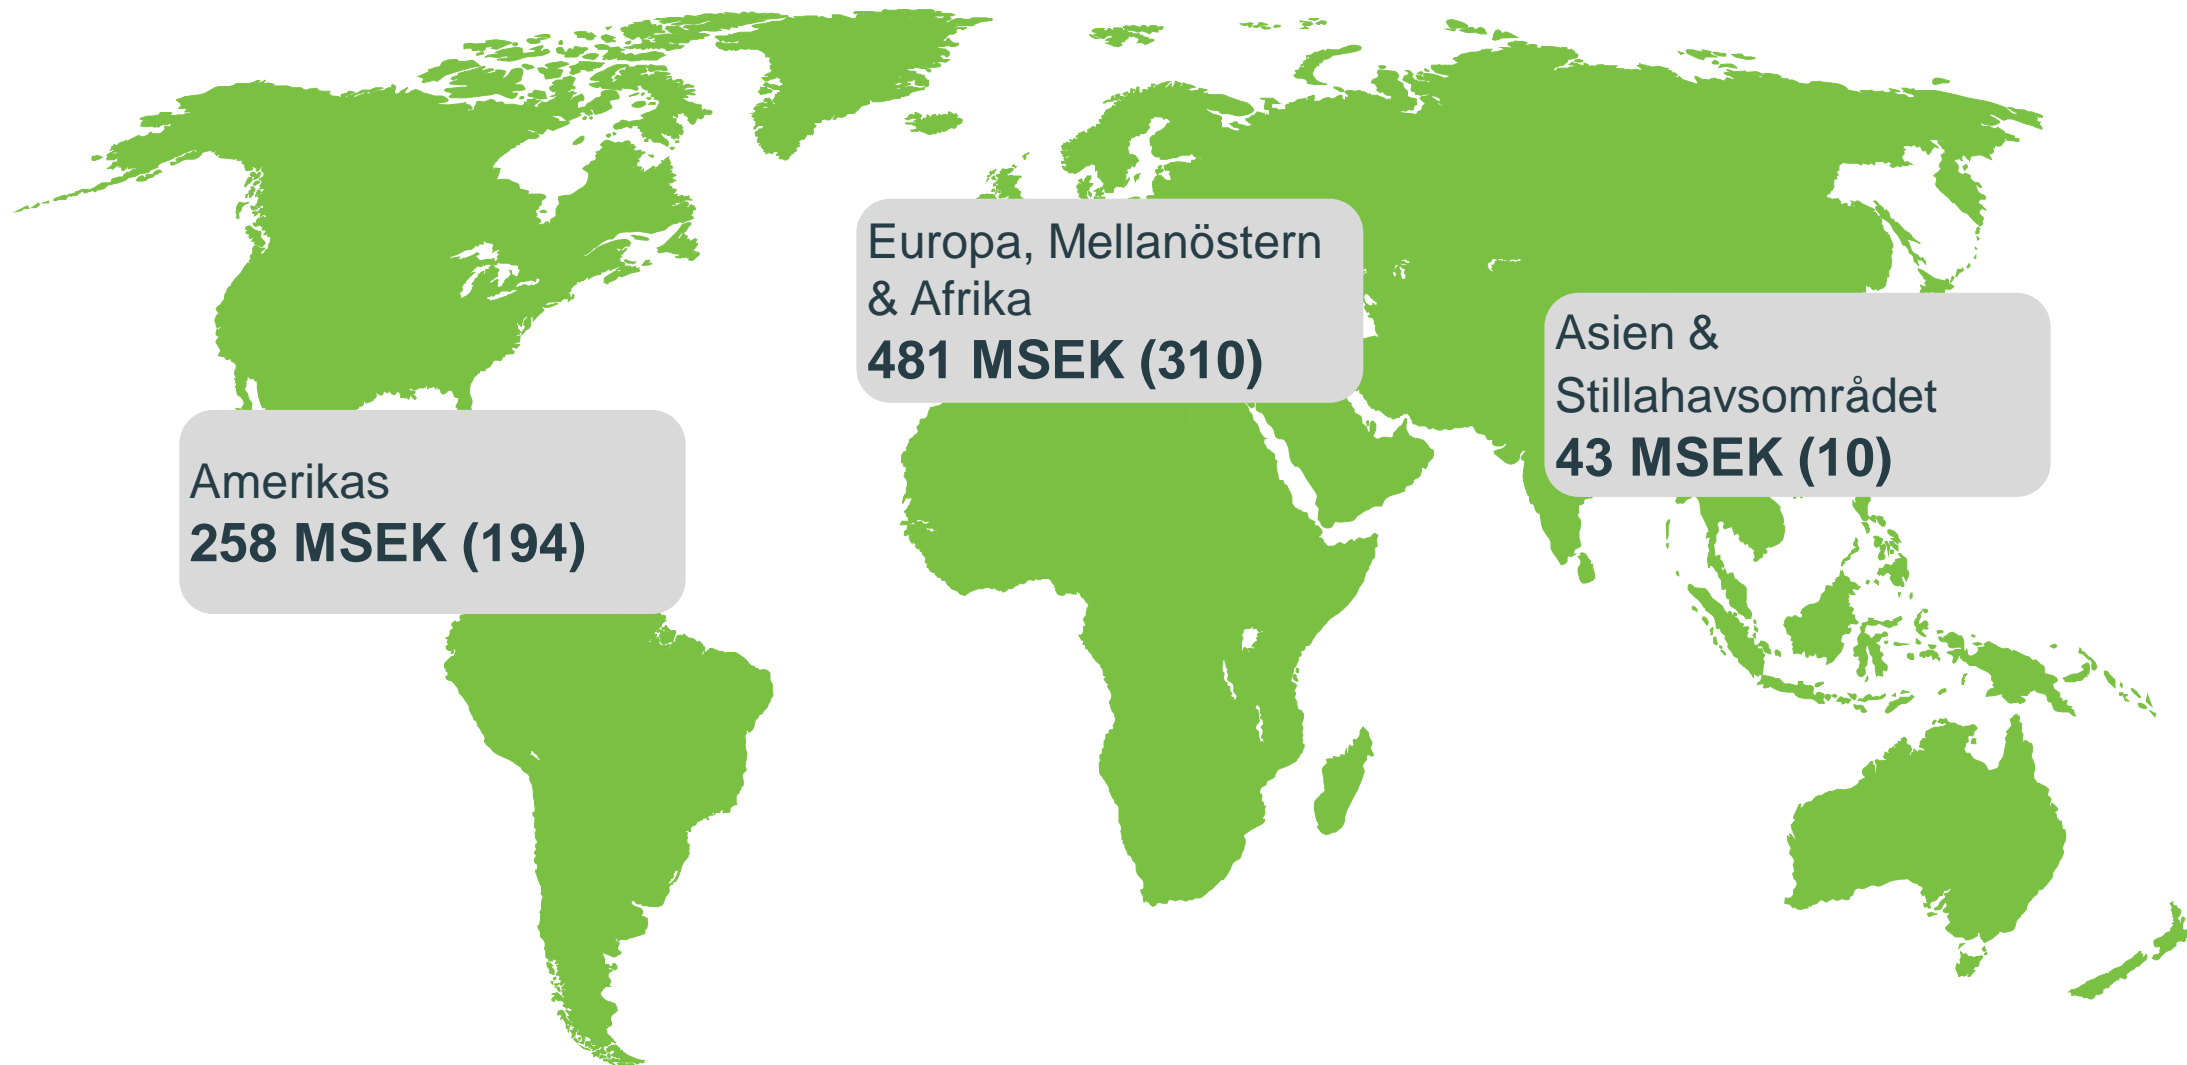 Europa, Mellanöstern
& Afrika
481 MSEK (310)
Asien &
Stillahavsområdet
43 MSEK (10)
Amerikas
258 MSEK (194)